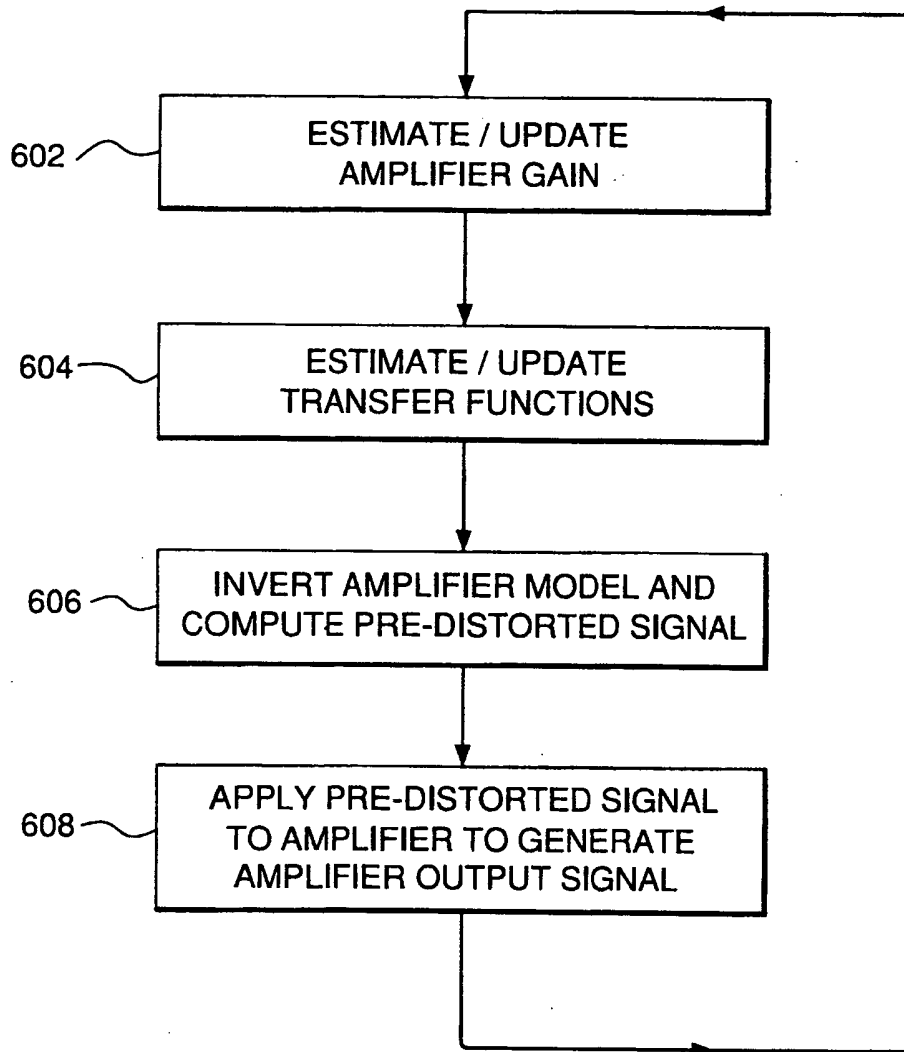 602
ESTIMATE / UPDATE
AMPLIFIER GAIN
604
ESTIMATE / UPDATE
TRANSFER FUNCTIONS
606
INVERT AMPLIFIER MODEL AND
COMPUTE PRE-DISTORTED SIGNAL
608
APPLY PRE-DISTORTED SIGNAL
TO AMPLIFIER TO GENERATE
AMPLIFIER OUTPUT SIGNAL